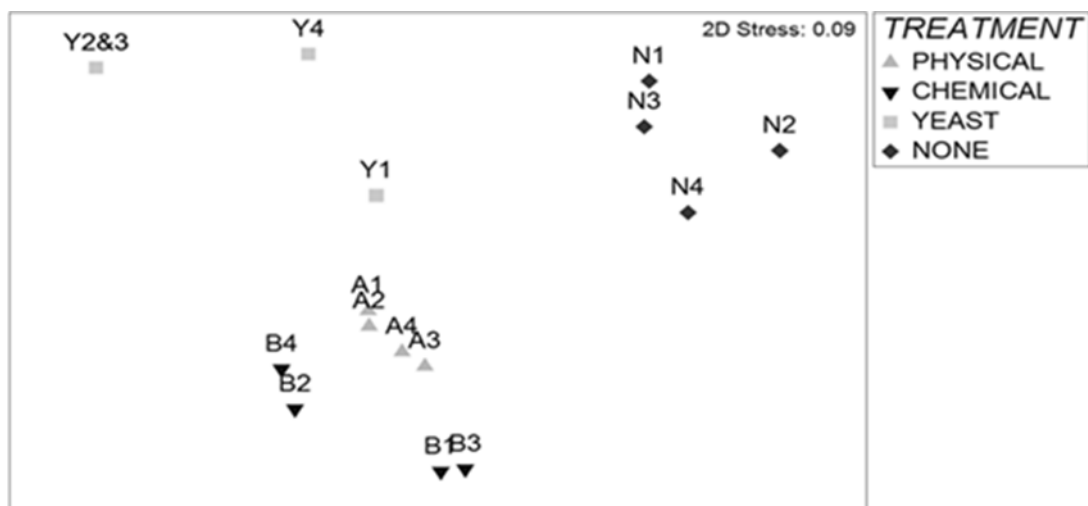 Y2&3
Y4
2D Stress: 0.09
N1
N3
N2
Y1
N4
A1
A2
A4
A3
B4
B2
B1
B3
TREATMENT
PHYSICAL
CHEMICAL
YEAST
NONE